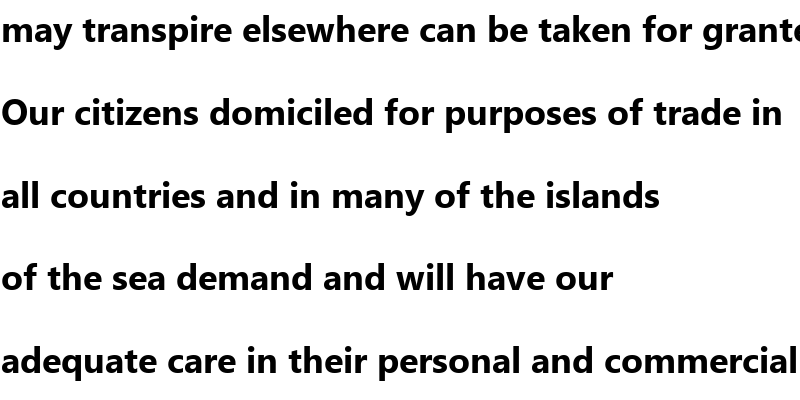 may transpire elsewhere can be taken for
Our citizens domiciled for purposes of trade in
all countries and in many of the islands
of the sea demand and will have our
adequate care in their personal and commercial